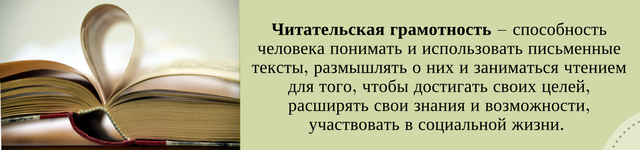 Читательская грамотность – способность
человека понимать и использовать письменные
тексты, размышлять о них и заниматься чтением
для того, чтобы достигать своих целей,
расширять свои знания и возможности,
участвовать в социальной жизни.